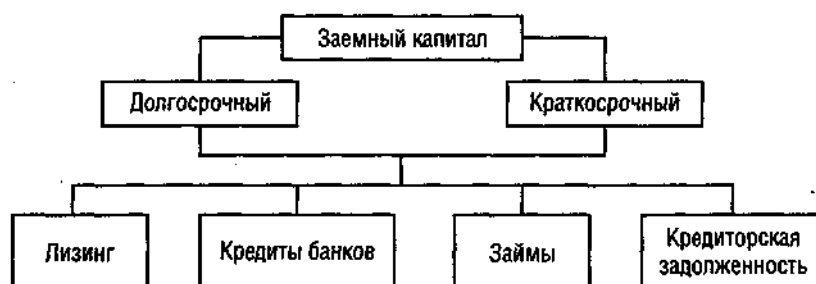 Заемный капитал
Долгосрочный
Краткосрочный
Лизинг
Кредиты банков
Займы
Кредиторская
задолженность